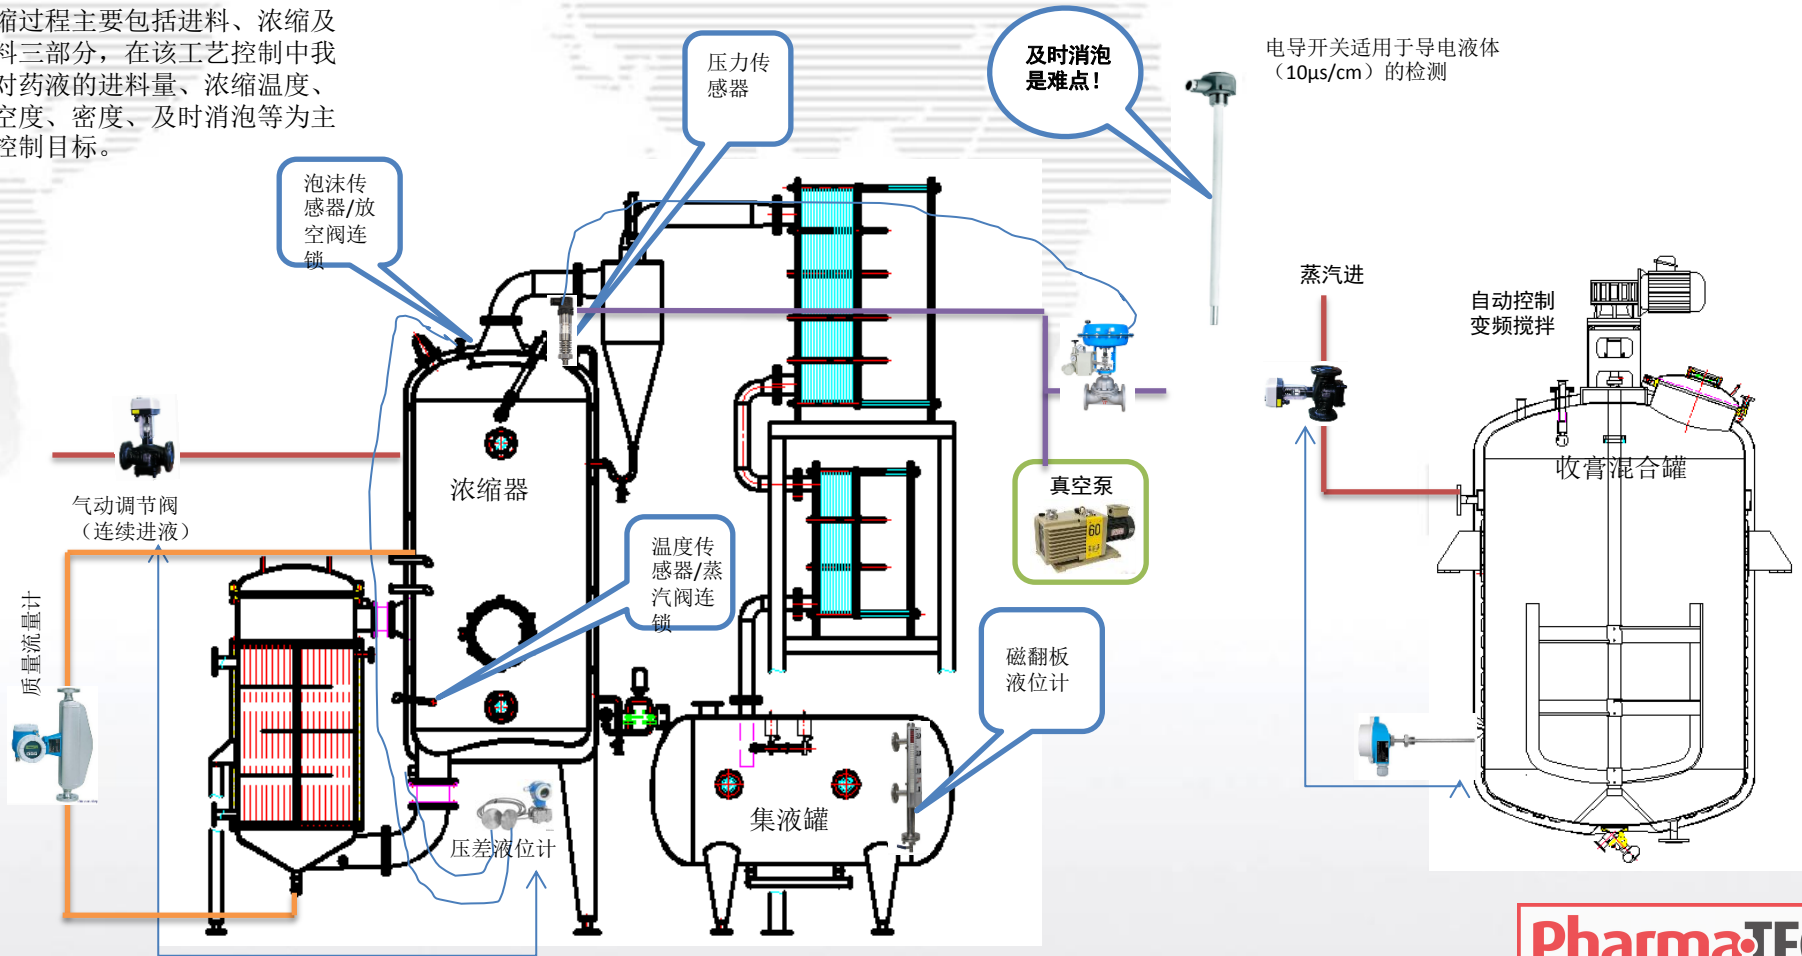 缩过程主要包括进料、浓缩及
料三部分，在该工艺控制中我
对药液的进料量、浓缩温度、
空度、密度、及时消泡等为主
控制目标。
压力传
感器
及时消泡
是难点！
电导开关适用于导电液体
（10μs/cm）的检测
泡沫传
感器/放
空阀连
锁
蒸汽进
自动控制
变频搅拌
收膏混合罐
浓缩器
真空泵
60
气动调节阀
（连续进液）
温度传
感器/蒸
汽阀连
锁
质量流量计
磁翻板
液位计
集液罐
压差液位计
Pharma TEC